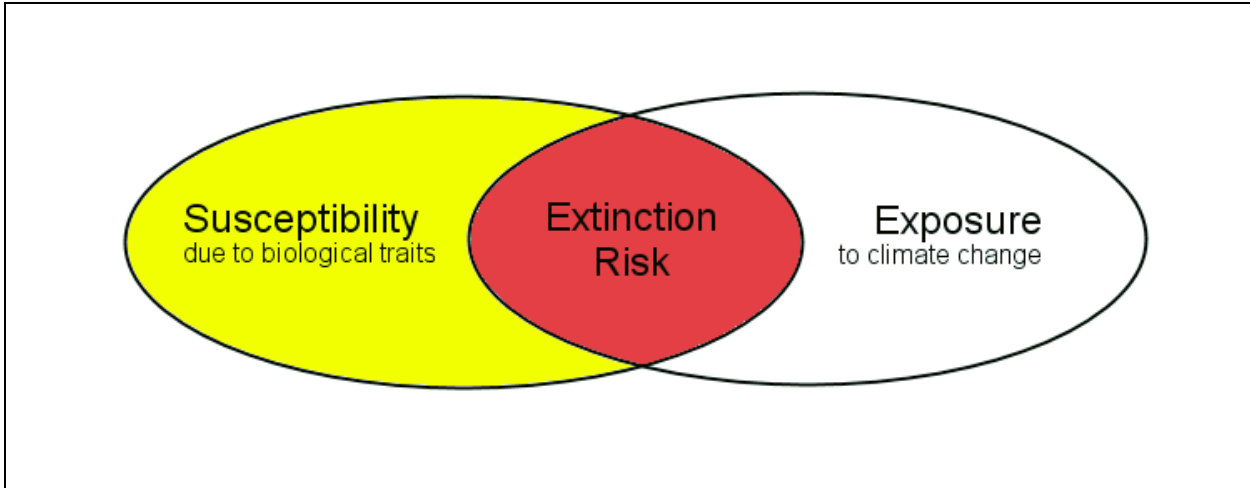 Susceptibility
due to biological traits
Extinction
Risk
Exposure
to climate change